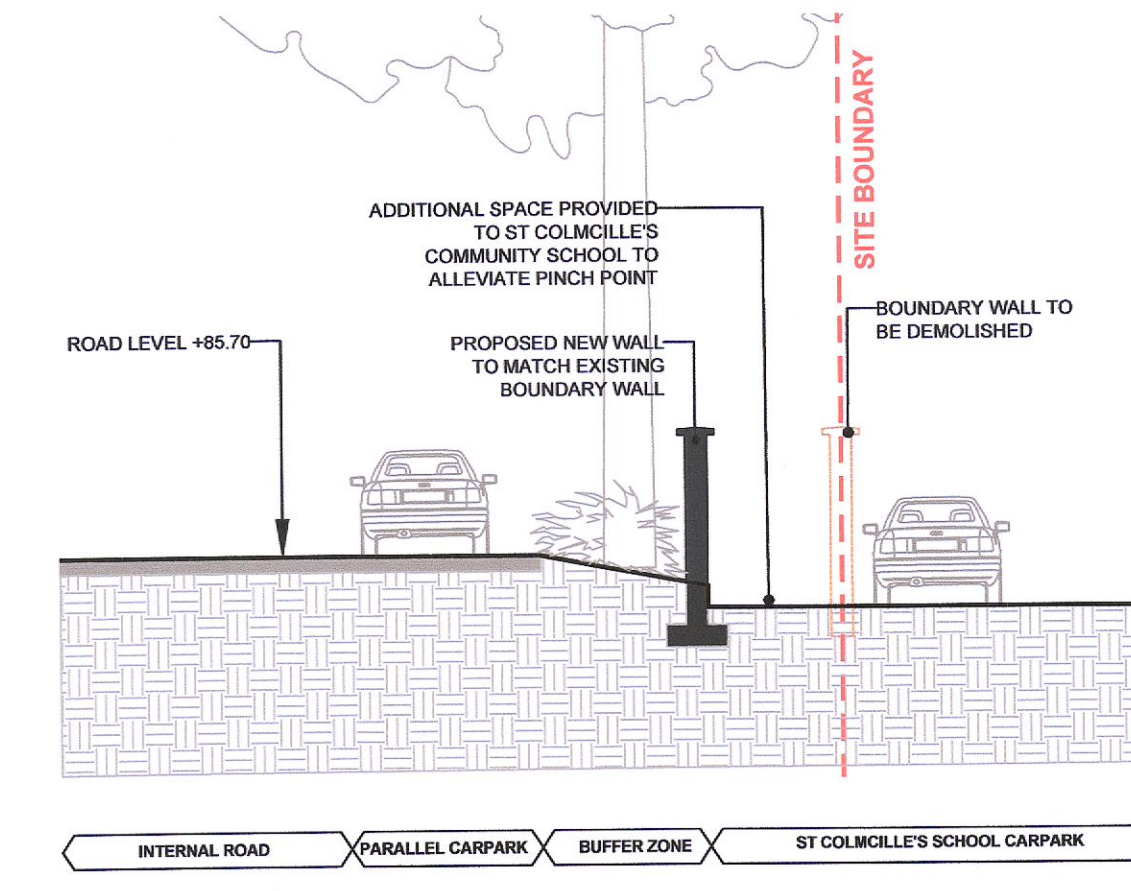 SITE BOUNDARY
ADDITIONAL SPACE PROVIDED
TO ST COLMCILLE'S
COMMUNITY SCHOOL TO
ALLEVIATE PINCH POINT
BOUNDARY WALL TO
BE DEMOLISHED
ROAD LEVEL +85.70
PROPOSED NEW WALL
TO MATCH EXISTING
BOUNDARY WALL
INTERNAL ROAD
PARALLEL CARPARK
BUFFER ZONE
ST COLMCILLE'S SCHOOL CARPARK